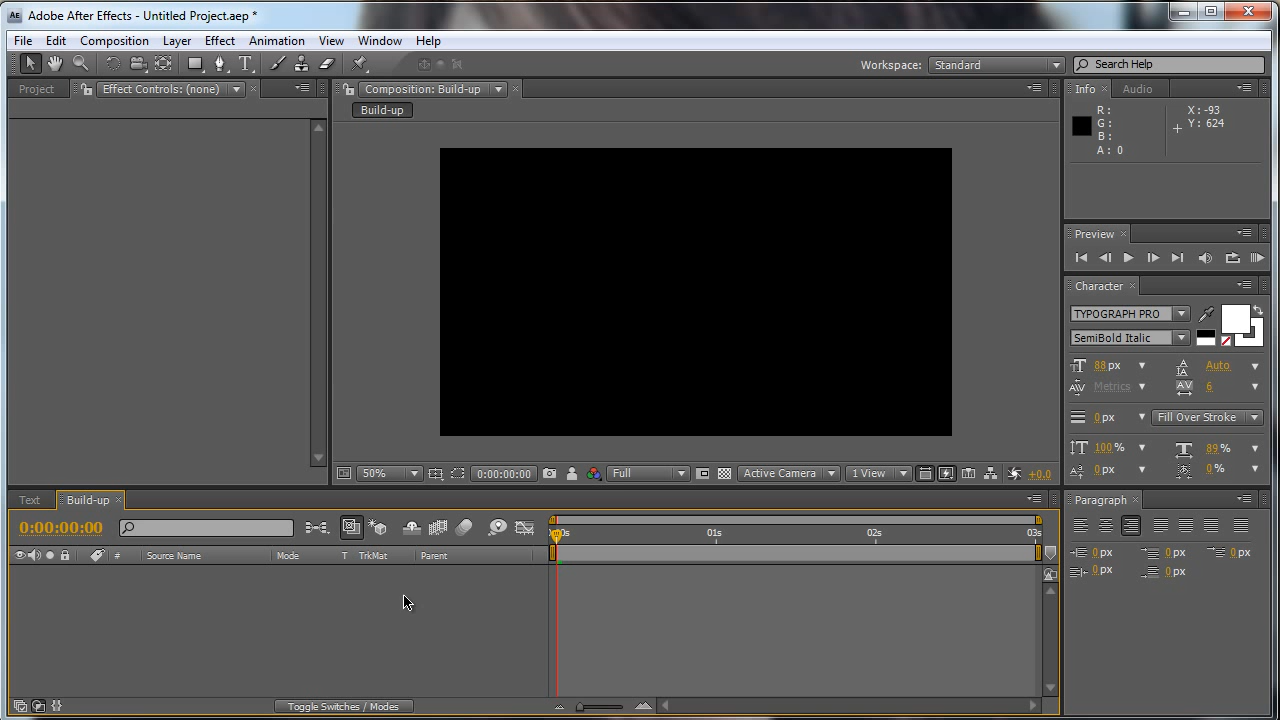 Adobe After Effects - Untitled Project.aep *
File Edit Composition Layer Effect Animation View Window Help
Workspace: Standard Search Help
Project Effect Controls: (none) Composition: Build-up Info Audio
Build-up
R: X: -93
G: Y: 624
B:
A: 0
Preview
Character
TYPOGRAPH PRO
SemiBold Italic
88 px Auto
Metrics 6
0 px Fill Over Stroke
100 % 89 %
0 px 0 %
50% 0:00:00:00 Full Active Camera 1 View +0.0
Text Build-up Paragraph
0:00:00:00
01s 02s 03s
# Source Name Mode T TrkMat Parent
0 px 0 px 0 px
0 px 0 px
Toggle Switches / Modes